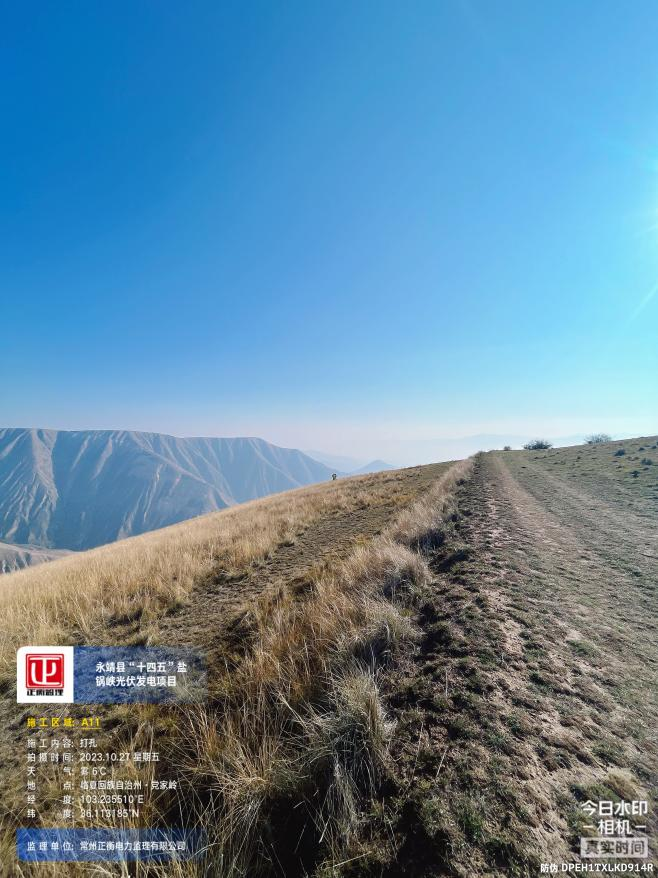 正衡监理
永靖县“十四五”盐
锅峡光伏发电项目
施工区域: A11
施工内容: 打孔
拍摄时间: 2023.10.27 星期五
天 气: 雾 6℃
地 点: 临夏回族自治州·党家岭
经 度: 103.235510°E
纬 度: 36.113185°N
监理单位: 常州正衡电力监理有限公司
今日水印
相机
真实时间
防伪 DPEH1TXLKD914R